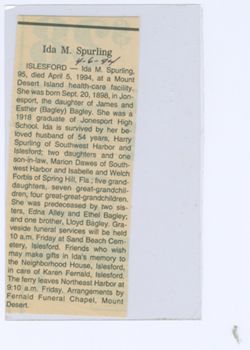 Ida M. Spurling
4-6-94
ISLESFORD — Ida M. Spurling,
95, died April 5, 1994, at a Mount
Desert Island health-care facility.
She was born Sept. 20, 1898, in Jon-
esport, the daughter of James and
Esther (Bagley) Bagley. She was a
1918 graduate of Jonesport High
School. Ida is survived by her be-
loved husband of 54 years, Harry
Spurling of Southwest Harbor and
Islesford; two daughters and one
son-in-law, Marion Dawes of South-
west Harbor and Isabelle and Welch
Fortis of Spring Hill, Fla.; five grand-
daughters, seven great-grandchil-
dren, four great-great-grandchildren.
She was predeceased by two sis-
ters, Edna Alley and Ethel Bagley;
and one brother, Lloyd Bagley. Gra-
veside funeral services will be held
10 a.m. Friday at Sand Beach Cem-
etery, Islesford. Friends who wish
may make gifts in Ida's memory to
the Neighborhood House, Islesford,
in care of Karen Fernald, Islesford.
The ferry leaves Northeast Harbor at
9:10 a.m. Friday. Arrangements by
Fernald Funeral Chapel, Mount
Desert.